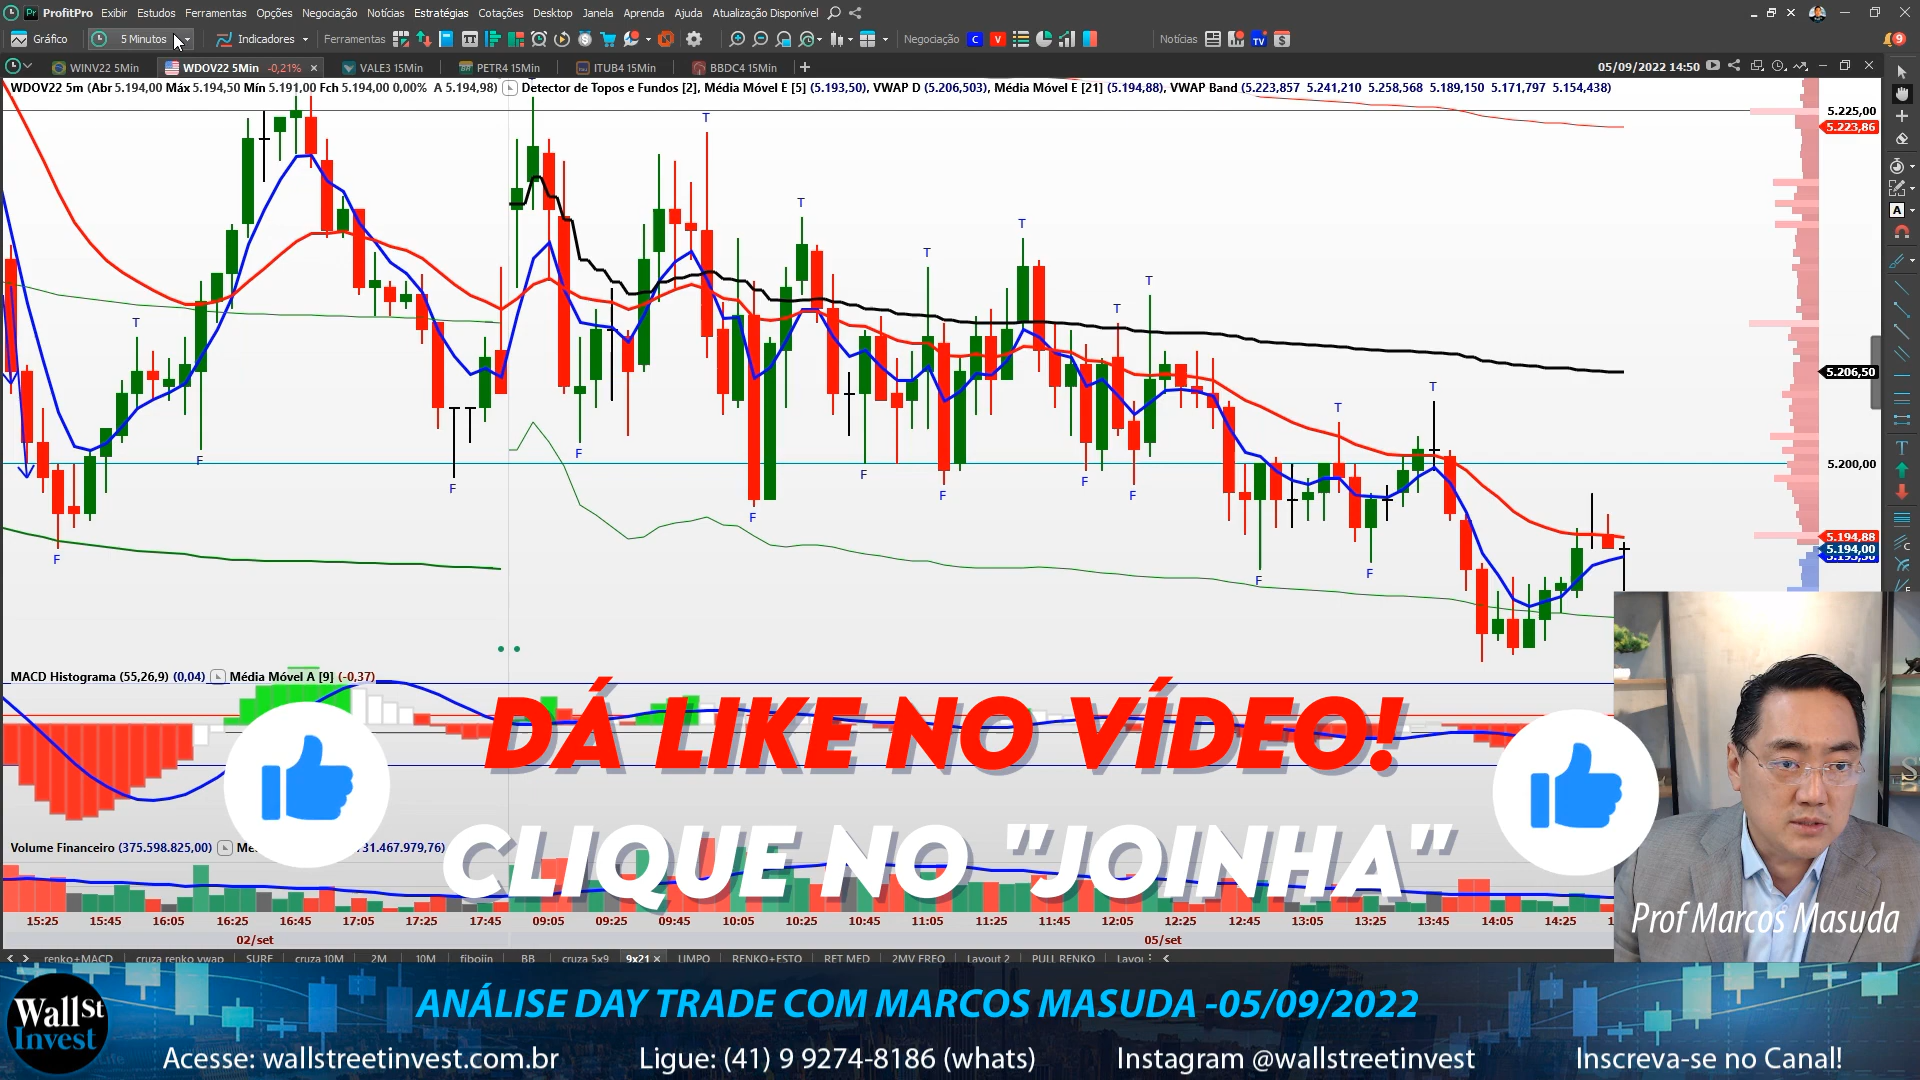 ProfitPro Exibir Estudos Ferramentas Opções Negociação Notícias Estratégias Cotações Desktop Janela Aprenda Ajuda Atualização Disponível
Gráfico 5 Minutos Indicadores Ferramentas Negociação C V Notícias TV $ 9
WINV22 5Min WDOV22 5Min -0,21% × VALE3 15Min PETR4 15Min ITUB4 15Min BBDC4 15Min + 05/09/2022 14:50
WDOV22 5m (Abr 5.194,00 Máx 5.194,50 Mín 5.191,00 Fch 5.194,00 0,00% A 5.194,98) Detector de Topos e Fundos [2], Média Móvel E [5] (5.193,50), VWAP D (5.206,503), Média Móvel E [21] (5.194,88), VWAP Band (5.223,857 5.241,210 5.258,568 5.189,150 5.171,797 5.154,438)
5.225,00
5.223,86
T
T
T
T
T
T
T
T
5.206,50
T
T
F
F
5.200,00
F
F
F
F
F
F
F
5.194,88
5.194,00
F
F
F
MACD Histograma (55,26,9) (0,04) Média Móvel A [9] (-0,37)
DÁ LIKE NO VÍDEO!
CLIQUE NO "JOINHA"
Volume Financeiro (375.598.825,00)
Prof Marcos Masuda
15:25 15:45 16:05 16:25 16:45 17:05 17:25 17:45 09:05 09:25 09:45 10:05 10:25 10:45 11:05 11:25 11:45 12:05 12:25 12:45 13:05 13:25 13:45 14:05 14:25
02/set 05/set
renko+MACD cruza renko vwap SURF cruza 10M 2M 10M fiboljn BB cruza 5x9 9x21 × LIMPO RENKO+ESTO RET MED 2MV FREQ Layout 2 PULL RENKO
Wall St
Invest
ANÁLISE DAY TRADE COM MARCOS MASUDA -05/09/2022
Acesse: wallstreetinvest.com.br Ligue: (41) 9 9274-8186 (whats) Instagram @wallstreetinvest Inscreva-se no Canal!